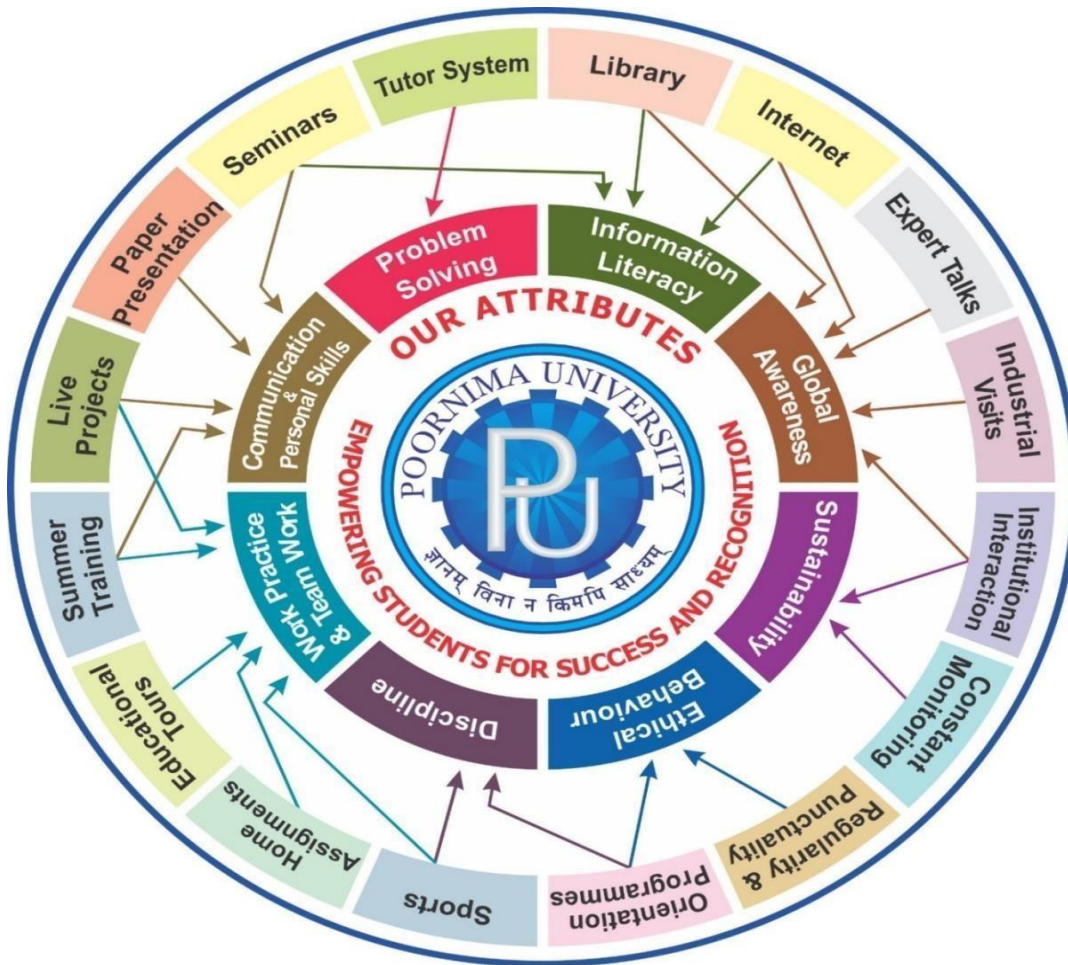 Tutor System
Library
Internet
Expert Talks
Industrial
Visits
Institutional
Interaction
Constant
Monitoring
Regularity &
Punctuality
Orientation
Programmes
Sports
Home
Assignments
Educational
Tours
Summer
Training
Live
Projects
Paper
Presentation
Seminars
Problem
Solving
Information
Literacy
Global
Awareness
Sustainability
Ethical
Behaviour
Discipline
Work Practice
& Team Work
Communication
&
Personal Skills
OUR ATTRIBUTES
EMPOWERING STUDENTS FOR SUCCESS AND RECOGNITION
POORNIMA UNIVERSITY
PU
ज्ञानम् विना न किमपि साध्यम्